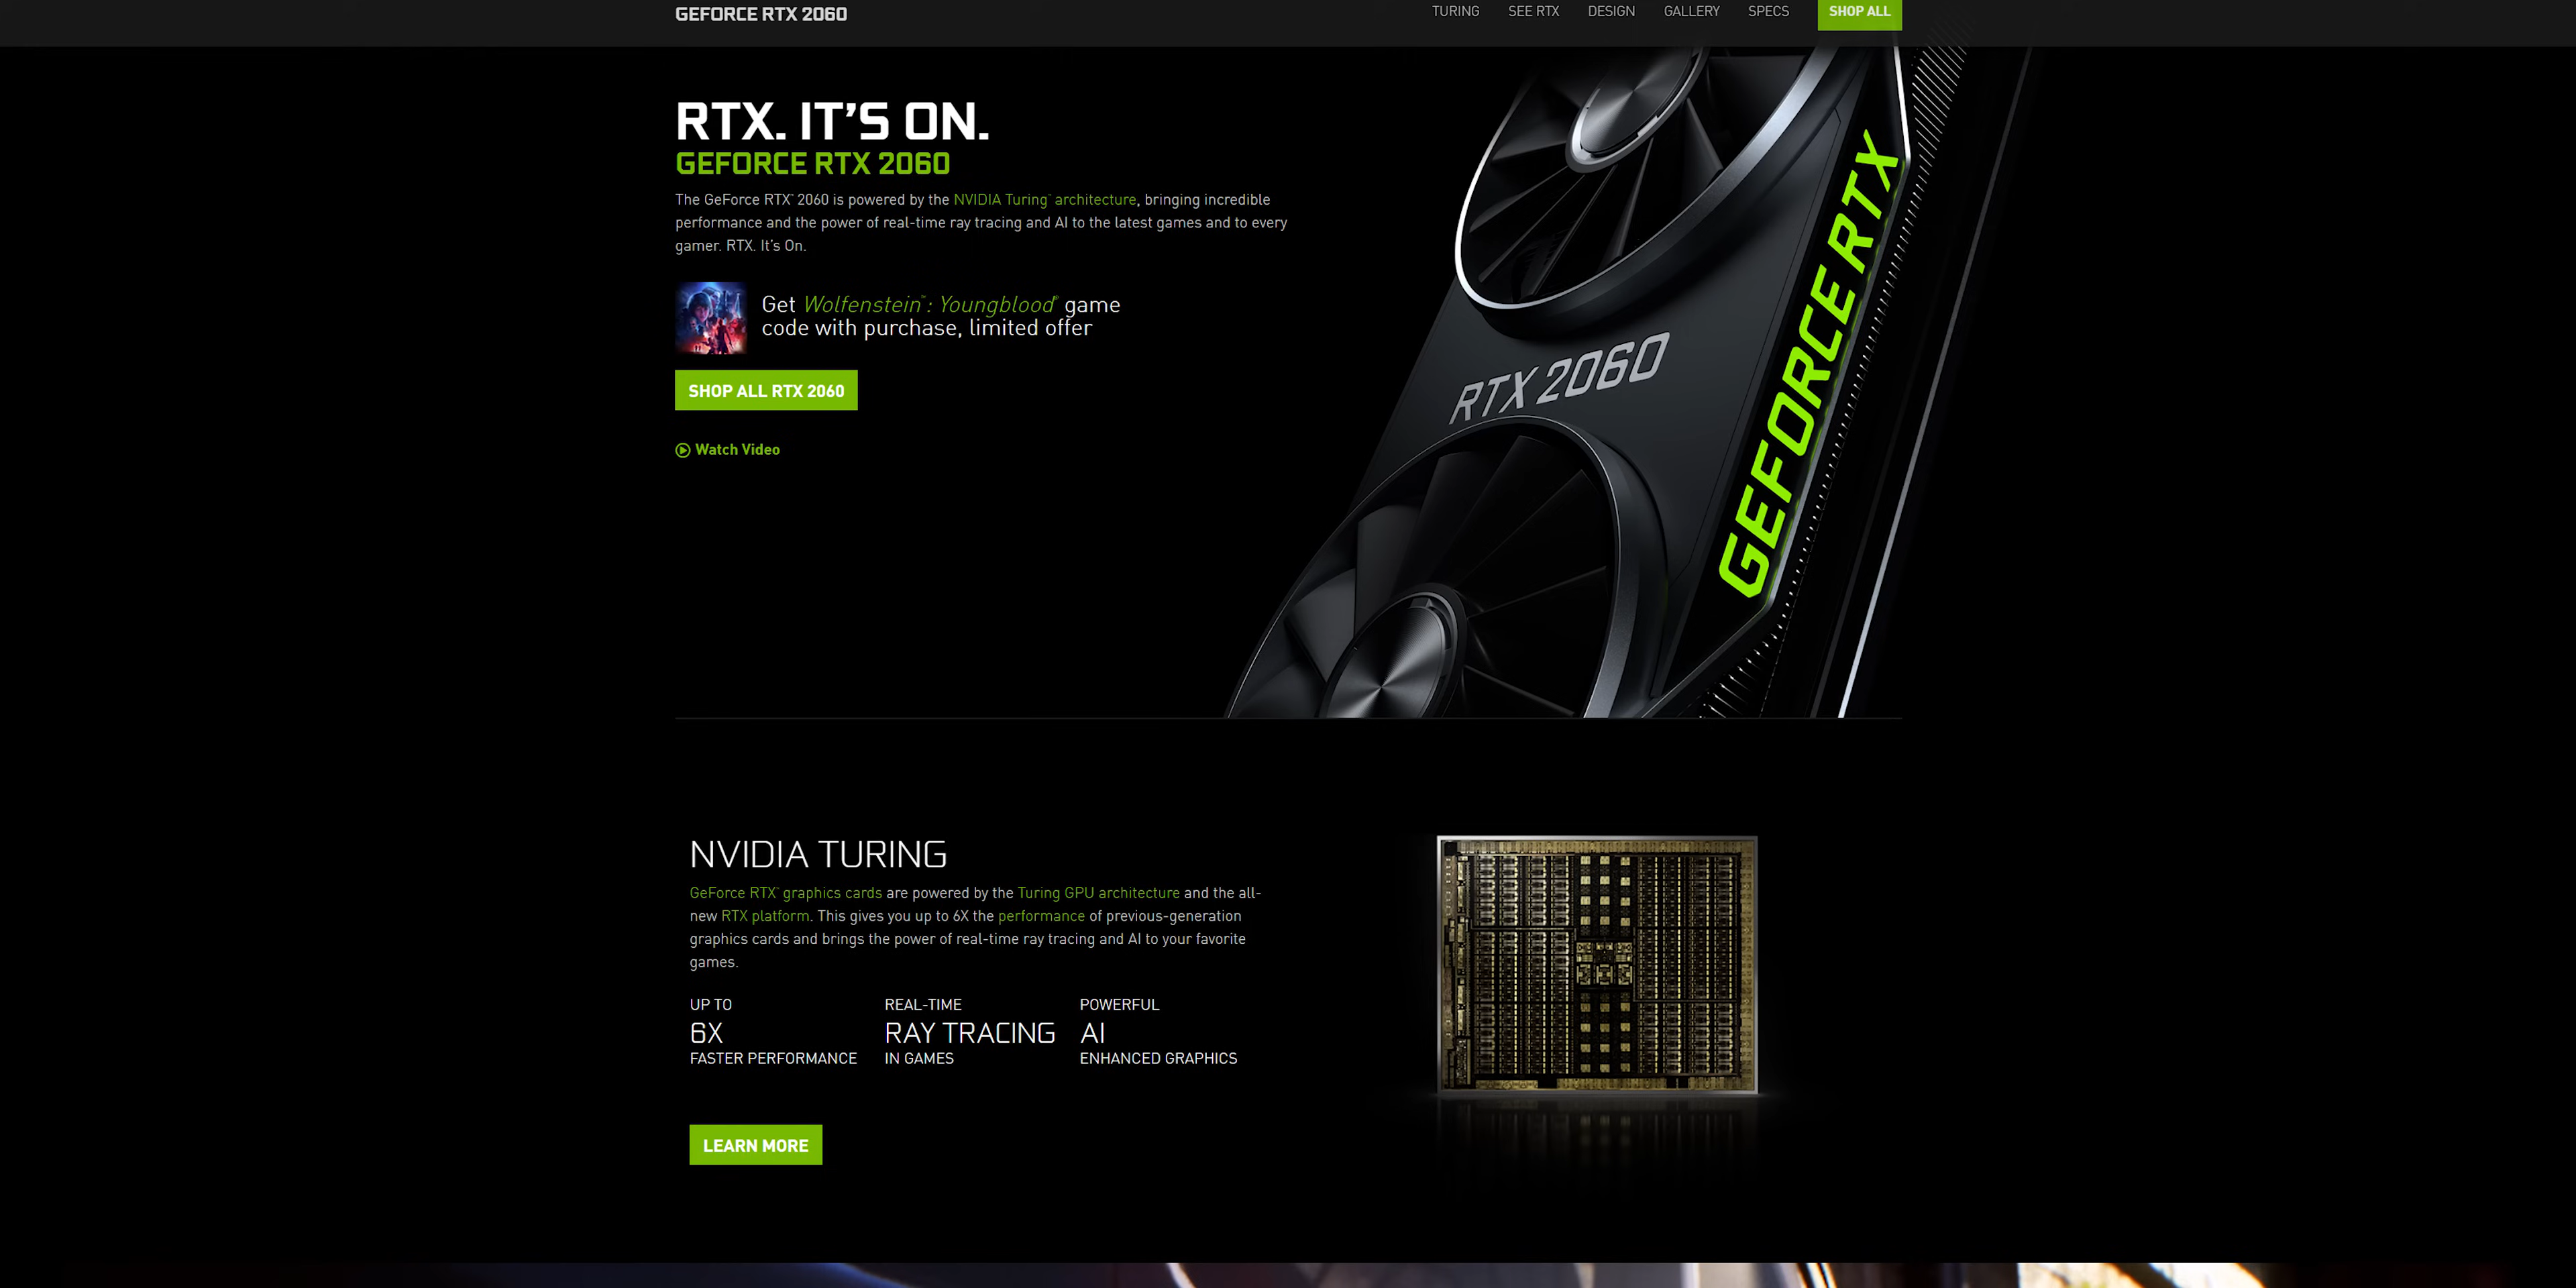 GEFORCE RTX 2060
TURING
SEE RTX
DESIGN
GALLERY
SPECS
SHOP ALL
RTX. IT'S ON.
GEFORCE RTX 2060
The GeForce RTX™ 2060 is powered by the NVIDIA Turing™ architecture, bringing incredible
performance and the power of real-time ray tracing and AI to the latest games and to every
gamer. RTX. It's On.
Get Wolfenstein™: Youngblood® game
code with purchase, limited offer
SHOP ALL RTX 2060
Watch Video
RTX 2060
GEFORCE RTX
NVIDIA TURING
GeForce RTX™ graphics cards are powered by the Turing GPU architecture and the all-
new RTX platform. This gives you up to 6X the performance of previous-generation
graphics cards and brings the power of real-time ray tracing and AI to your favorite
games.
UP TO
6X
FASTER PERFORMANCE
REAL-TIME
RAY TRACING
IN GAMES
POWERFUL
AI
ENHANCED GRAPHICS
LEARN MORE